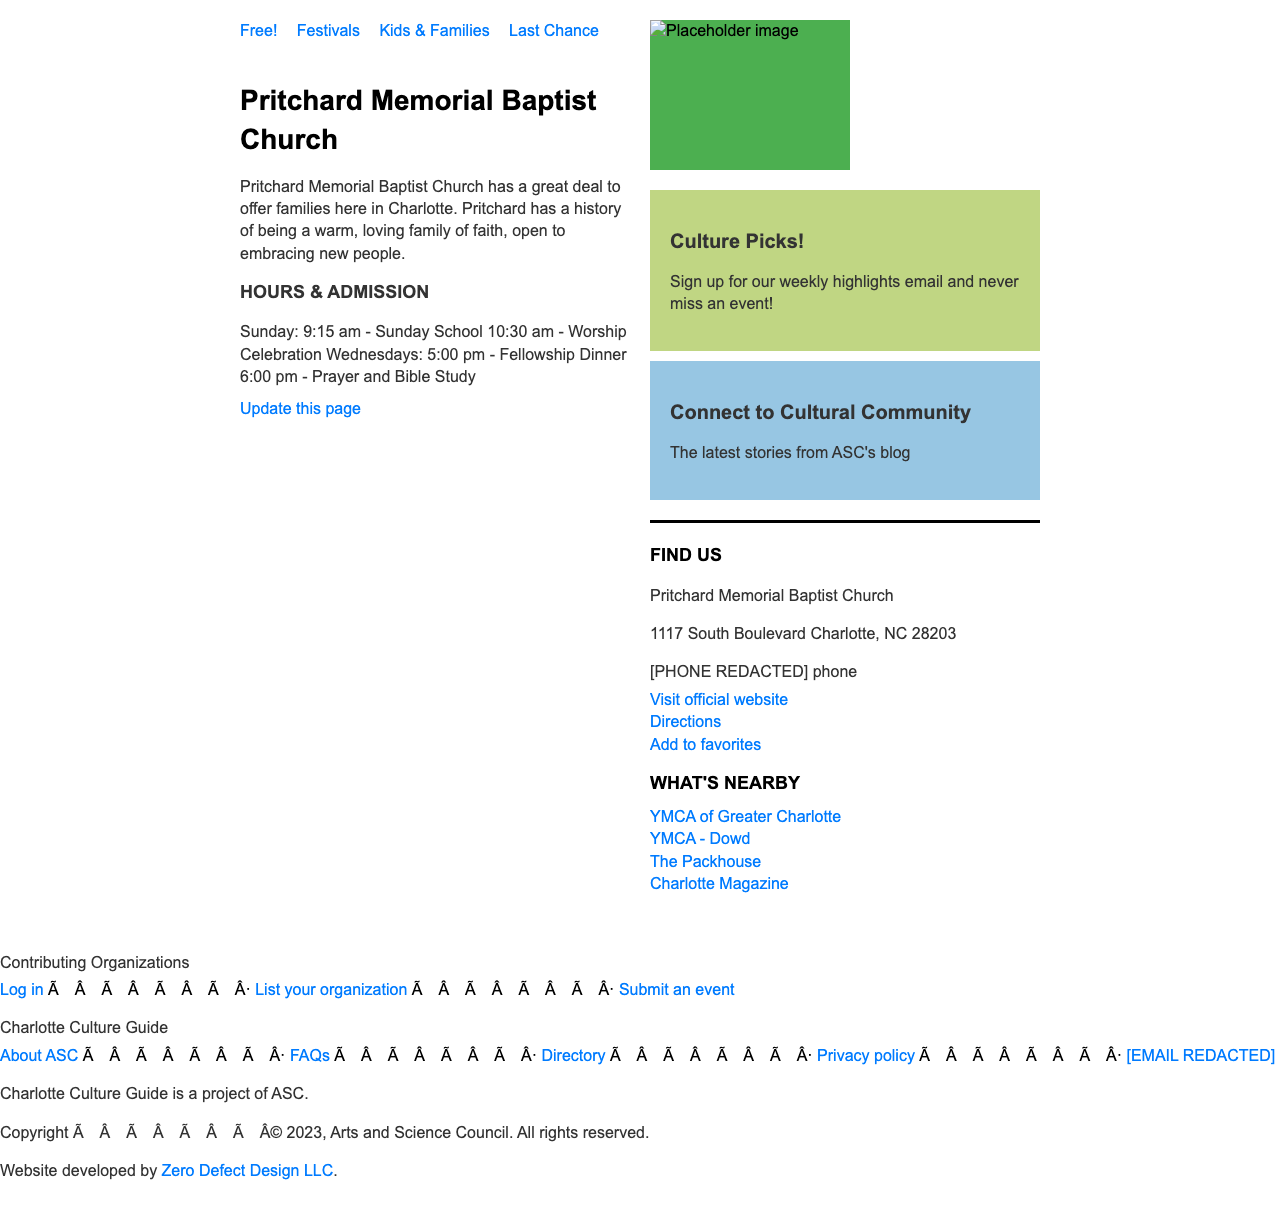 Free! Festivals Kids & Families Last Chance
Pritchard Memorial Baptist
Church
Pritchard Memorial Baptist Church has a great deal to
offer families here in Charlotte. Pritchard has a history
of being a warm, loving family of faith, open to
embracing new people.
HOURS & ADMISSION
Sunday: 9:15 am - Sunday School 10:30 am - Worship
Celebration Wednesdays: 5:00 pm - Fellowship Dinner
6:00 pm - Prayer and Bible Study
Update this page
Placeholder image
Culture Picks!
Sign up for our weekly highlights email and never
miss an event!
Connect to Cultural Community
The latest stories from ASC's blog
FIND US
Pritchard Memorial Baptist Church
1117 South Boulevard Charlotte, NC 28203
[PHONE REDACTED] phone
Visit official website
Directions
Add to favorites
WHAT'S NEARBY
YMCA of Greater Charlotte
YMCA - Dowd
The Packhouse
Charlotte Magazine
Contributing Organizations
Log in Ã Â Ã Â Ã Â Ã Â· List your organization Ã Â Ã Â Ã Â Ã Â· Submit an event
Charlotte Culture Guide
About ASC Ã Â Ã Â Ã Â Ã Â· FAQs Ã Â Ã Â Ã Â Ã Â· Directory Ã Â Ã Â Ã Â Ã Â· Privacy policy Ã Â Ã Â Ã Â Ã Â· [EMAIL REDACTED]
Charlotte Culture Guide is a project of ASC.
Copyright Ã Â Ã Â Ã Â Ã Â© 2023, Arts and Science Council. All rights reserved.
Website developed by Zero Defect Design LLC.